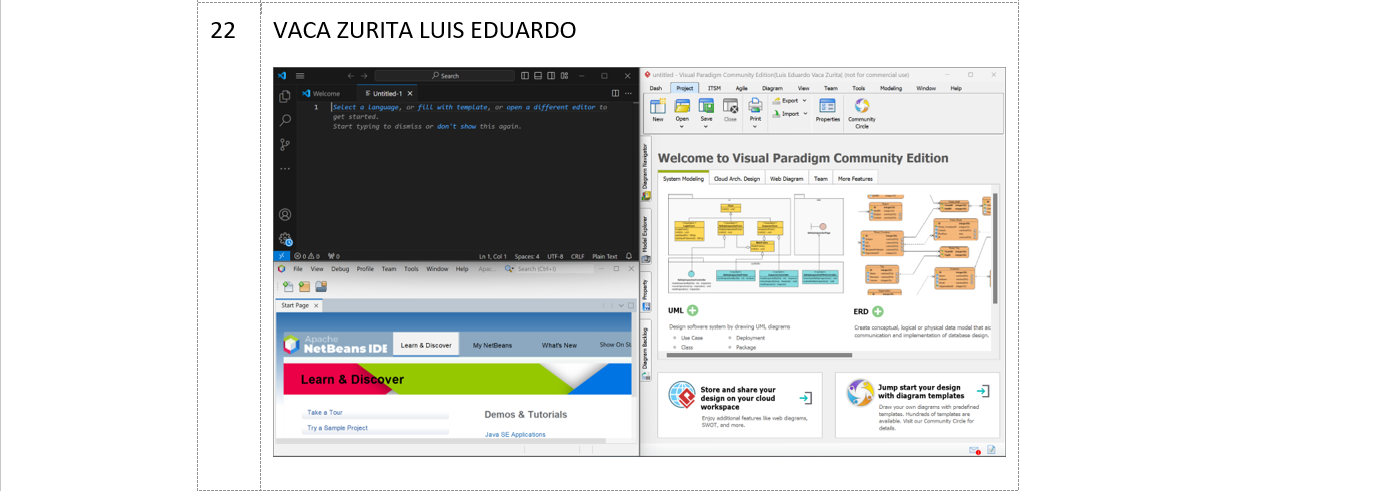 22 VACA ZURITA LUIS EDUARDO
Search
Welcome Untitled-1
1 Select a language, or fill with template, or open a different editor to
get started.
Start typing to dismiss or don't show this again.
0 0 0
Ln 1, Col 1 Spaces: 4 UTF-8 CRLF Plain Text
File View Debug Profile Team Tools Window Help Apac... Search (Ctrl+I)
Start Page
Apache
NetBeans IDE
Learn & Discover My NetBeans What's New Show On St
Learn & Discover
Take a Tour
Try a Sample Project
Demos & Tutorials
Java SE Applications
untitled - Visual Paradigm Community Edition(Luis Eduardo Vaca Zurita) (not for commercial use)
Dash Project ITSM Agile Diagram View Team Tools Modeling Window Help
New Open Save Close Print Export Import Properties Community
Circle
Diagram Navigator
Model Explorer
Property
Diagram Backlog
Welcome to Visual Paradigm Community Edition
System Modeling Cloud Arch. Design Web Diagram Team More Features
UML
Design software system by drawing UML diagrams
Use Case Deployment
Class Package
ERD
Create conceptual, logical or physical data model that aid
communication and implementation of database design.
Store and share your
design on your cloud
workspace
Enjoy additional features like web diagrams,
SWOT, and more.
Jump start your design
with diagram templates
Draw your own diagrams with predefined
templates. Hundreds of templates are
available. Visit our Community Circle for
details.